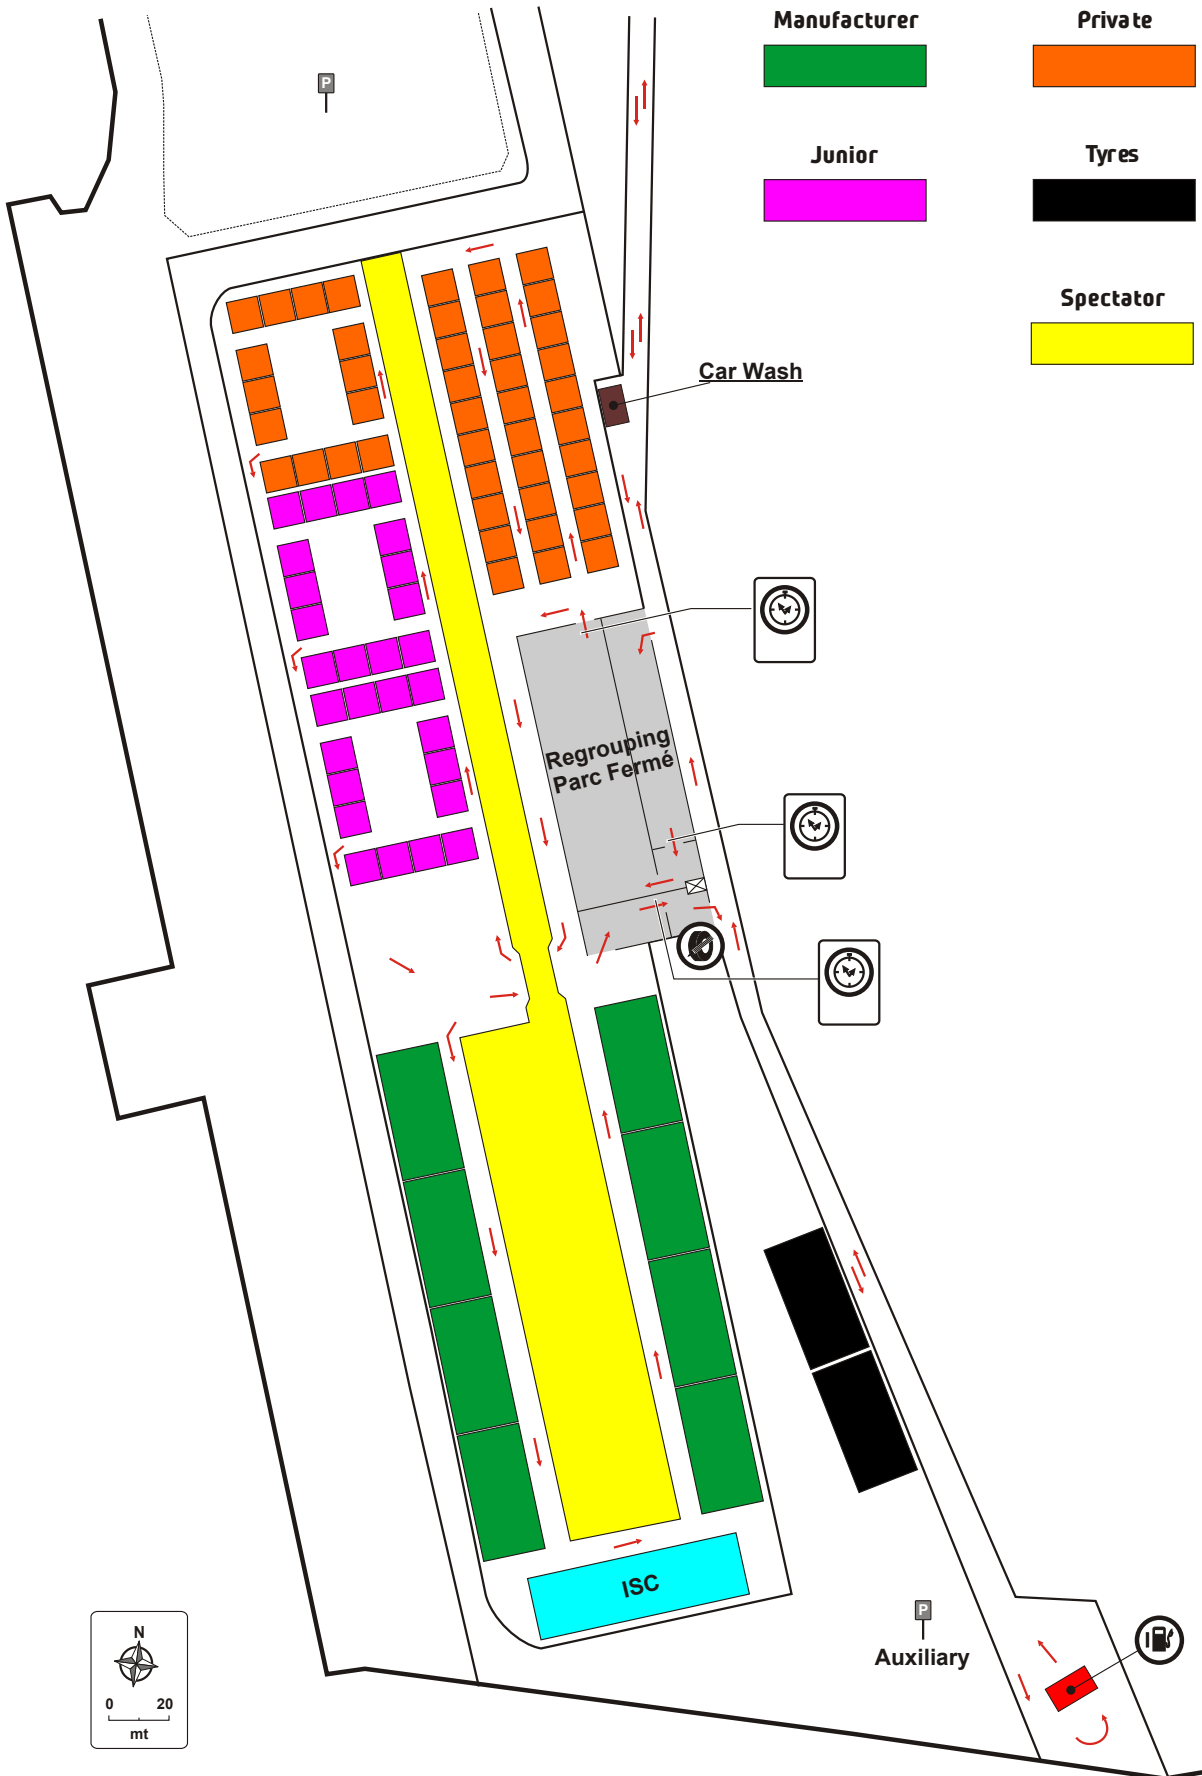 Manufacturer
Private
P
Junior
Tyres
Spectator
Car Wash
Regrouping
Parc Fermé
ISC
P
Auxiliary
N
0 20
mt